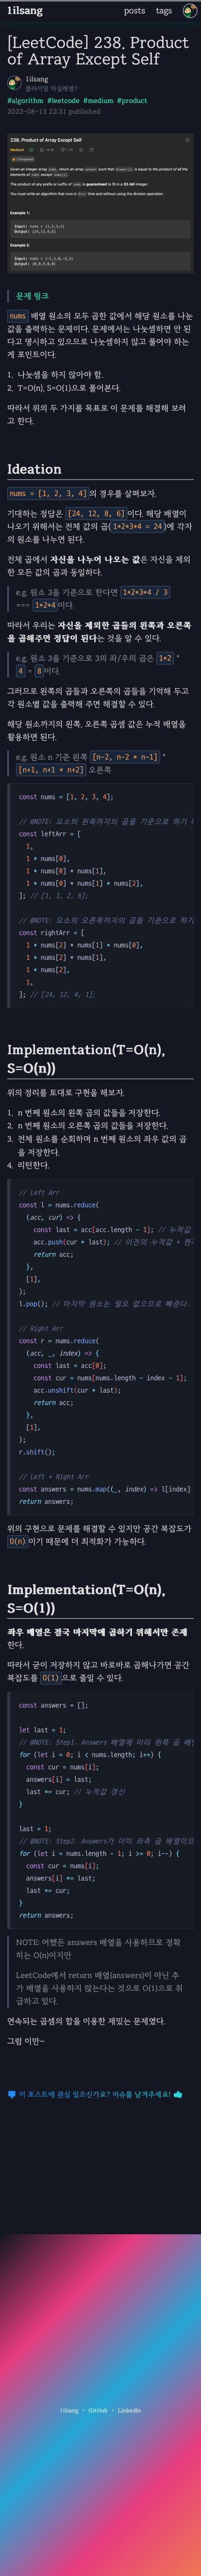 1ilsang
posts tags
[LeetCode] 238. Product
of Array Except Self
1ilsang
클라이밍 하실래염?
#algorithm #leetcode #medium #product
2023-08-13 22:31 published
238. Product of Array Except Self
Medium
Companies
Given an integer array nums, return an array answer such that answer[i] is equal to the product of all the elements of nums except nums[i].
The product of any prefix or suffix of nums is guaranteed to fit in a 32-bit integer.
You must write an algorithm that runs in O(n) time and without using the division operation.
Example 1:
Input: nums = [1,2,3,4]
Output: [24,12,8,6]
Example 2:
Input: nums = [-1,1,0,-3,3]
Output: [0,0,9,0,0]
문제 링크
nums 배열 원소의 모두 곱한 값에서 해당 원소를 나눈
값을 출력하는 문제이다. 문제에서는 나눗셈하면 안 된
다고 명시하고 있으므로 나눗셈하지 않고 풀어야 하는
게 포인트이다.
1. 나눗셈을 하지 않아야 함.
2. T=O(n), S=O(1)으로 풀어본다.
따라서 위의 두 가지를 목표로 이 문제를 해결해 보려
고 한다.
Ideation
nums = [1, 2, 3, 4]의 경우를 살펴보자.
기대하는 정답은 [24, 12, 8, 6]이다. 해당 배열이
나오기 위해서는 전체 값의 곱(1*2*3*4 = 24)에 각자
의 원소를 나누면 된다.
전체 곱에서 자신을 나누어 나오는 값은 자신을 제외
한 모든 값의 곱과 동일하다.
e.g. 원소 3을 기준으로 한다면 1*2*3*4 / 3
=== 1*2*4이다.
따라서 우리는 자신을 제외한 곱들의 왼쪽과 오른쪽
을 곱해주면 정답이 된다는 것을 알 수 있다.
e.g. 원소 3을 기준으로 3의 좌/우의 곱은 1*2 *
4 = 8이다.
그러므로 왼쪽의 곱들과 오른쪽의 곱들을 기억해 두고
각 원소별 값을 출력해 주면 해결할 수 있다.
해당 원소까지의 왼쪽, 오른쪽 곱셈 값은 누적 배열을
활용하면 된다.
e.g. 원소 n 기준 왼쪽 [n-2, n-2 * n-1] *
[n+1, n+1 * n+2] 오른쪽
const nums = [1, 2, 3, 4];
// @NOTE: 요소의 왼쪽까지의 곱을 기준으로 하기
const leftArr = [
1,
1 * nums[0],
1 * nums[0] * nums[1],
1 * nums[0] * nums[1] * nums[2],
]; // [1, 1, 2, 6]
// @NOTE: 요소의 오른쪽까지의 곱을 기준으로 하기
const rightArr = [
1 * nums[2] * nums[1] * nums[0],
1 * nums[2] * nums[1],
1 * nums[2],
1,
]; // [24, 12, 4, 1];
Implementation(T=O(n),
S=O(n))
위의 정리를 토대로 구현을 해보자.
1. n 번째 원소의 왼쪽 곱의 값들을 저장한다.
2. n 번째 원소의 오른쪽 곱의 값들을 저장한다.
3. 전체 원소를 순회하며 n 번째 원소의 좌우 값의 곱
을 저장한다.
4. 리턴한다.
// Left Arr
const l = nums.reduce(
(acc, cur) => {
const last = acc[acc.length - 1]; // 누적값
acc.push(cur * last); // 이전의 누적값 * 현재
return acc;
},
[1],
);
l.pop(); // 마지막 원소는 필요 없으므로 빼준다.
// Right Arr
const r = nums.reduce(
(acc, _, index) => {
const last = acc[0];
const cur = nums[nums.length - index - 1];
acc.unshift(cur * last);
return acc;
},
[1],
);
r.shift();
// Left * Right Arr
const answers = nums.map((_, index) => l[index]
return answers;
위의 구현으로 문제를 해결할 수 있지만 공간 복잡도가
O(n)이기 때문에 더 최적화가 가능하다.
Implementation(T=O(n),
S=O(1))
좌우 배열은 결국 마지막에 곱하기 위해서만 존재
한다.
따라서 굳이 저장하지 않고 바로바로 곱해나가면 공간
복잡도를 O(1)으로 줄일 수 있다.
const answers = [];
let last = 1;
// @NOTE: Step1. Answers 배열에 미리 왼쪽 곱
for (let i = 0; i < nums.length; i++) {
const cur = nums[i];
answers[i] = last;
last *= cur; // 누적값 갱신
}
last = 1;
// @NOTE: Step2. Answers가 이미 좌측 곱 배열이므
for (let i = nums.length - 1; i >= 0; i--) {
const cur = nums[i];
answers[i] *= last;
last *= cur;
}
return answers;
NOTE: 어쨌든 answers 배열을 사용하므로 정확
히는 O(n)이지만
LeetCode에서 return 배열(answers)이 아닌 추
가 배열을 사용하지 않는다는 것으로 O(1)으로 취
급하고 있다.
연속되는 곱셈의 합을 이용한 재밌는 문제였다.
그럼 이만~
이 포스트에 관심 있으신가요? 이슈를 남겨주세요!
1ilsang • GitHub • LinkedIn